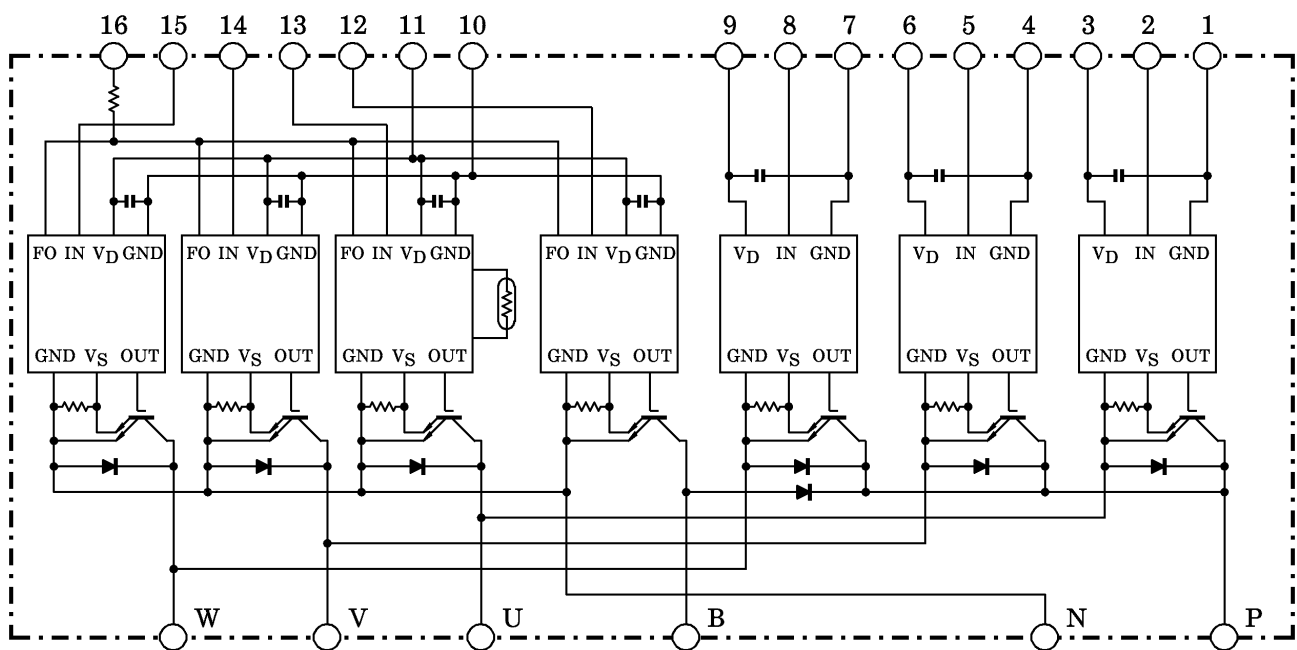 16 15 14 13 12 11 10 9 8 7 6 5 4 3 2 1
FO IN VD GND FO IN VD GND FO IN VD GND FO IN VD GND VD IN GND VD IN GND VD IN GND
GND VS OUT GND VS OUT GND VS OUT GND VS OUT GND VS OUT GND VS OUT GND VS OUT
W V U B N P